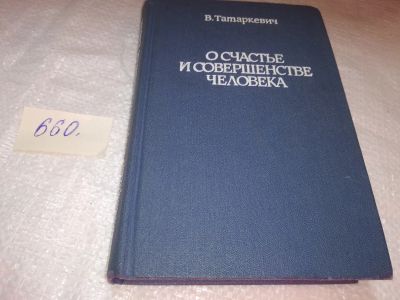 В. Татаркевич
О СЧАСТЬЕ
И СОВЕРШЕНСТВЕ
ЧЕЛОВЕКА
660.